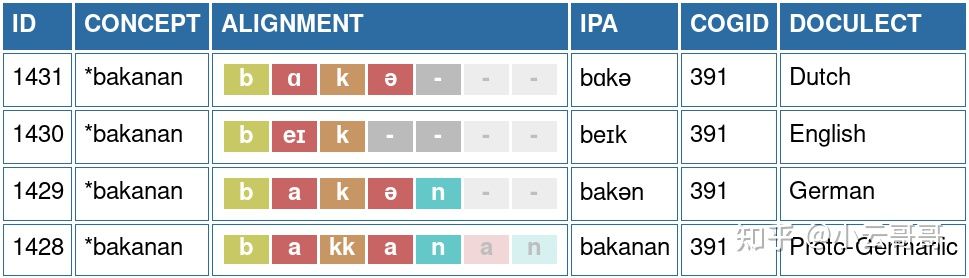 ID CONCEPT ALIGNMENT IPA COGID DOCULECT
1431 *bakanan b ɑ k ə - - - bɑkə 391 Dutch
1430 *bakanan b eɪ k - - - - beɪk 391 English
1429 *bakanan b a k ə n - - bakən 391 German
1428 *bakanan b a kk a n a n bakanan 391 Proto-Germanic
知乎 @小云哥哥